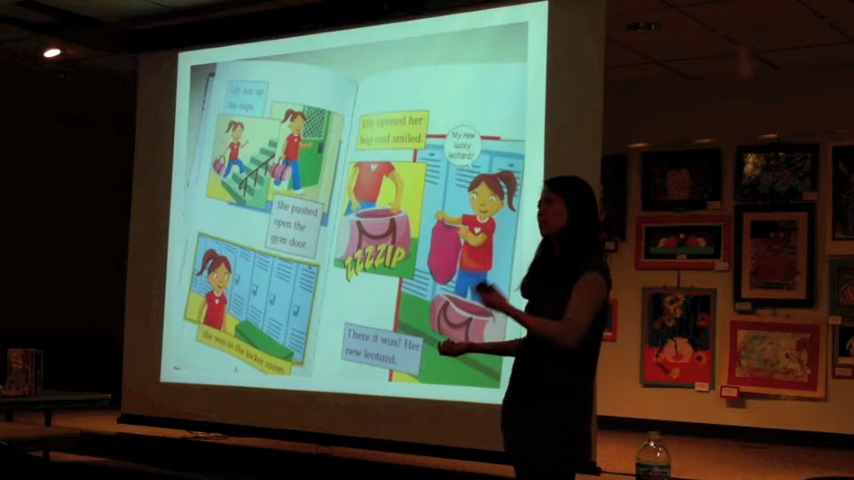 Lily ran up
the steps.
She pushed
open the
gym door.
She was in the locker room.
Lily opened her
bag and smiled.
My new
lucky
leotard!
ZZZZIP
There it was! Her
new leotard.